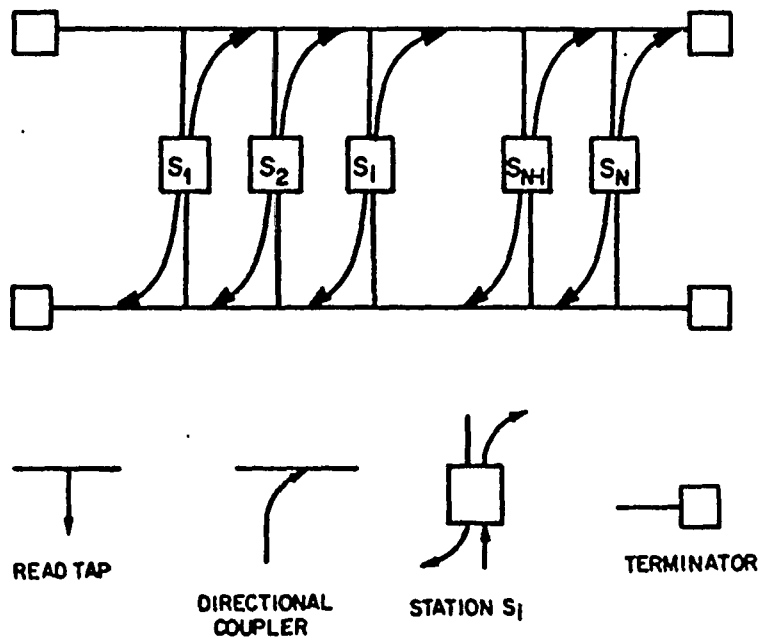 S1 S2 Si SN-1 SN
READ TAP
DIRECTIONAL
COUPLER
STATION Si
TERMINATOR